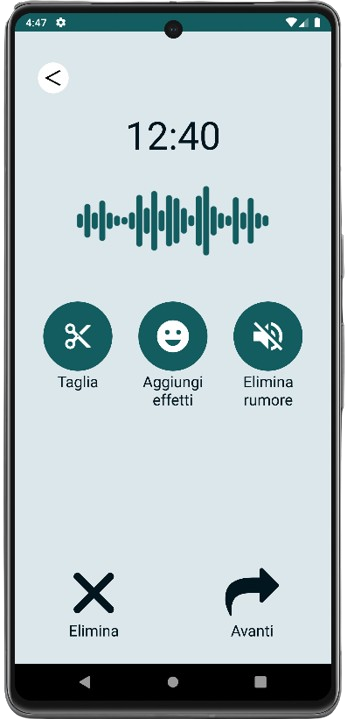 4:47
12:40
Taglia
Aggiungi
effetti
Elimina
rumore
Elimina
Avanti